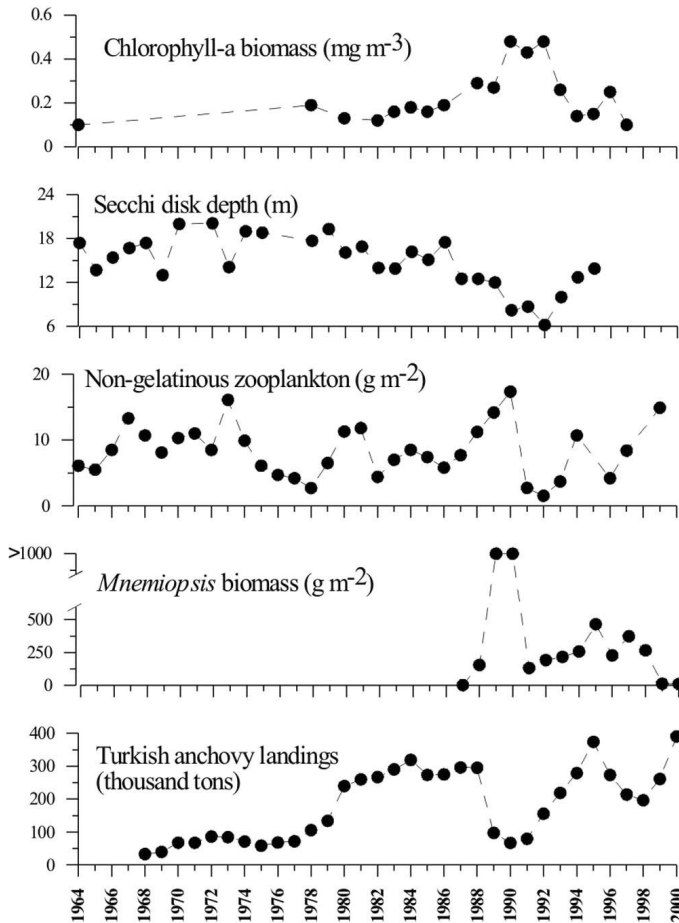 0.6
Chlorophyll-a biomass (mg m-3)
0.4
0.2
0
24
Secchi disk depth (m)
18
12
6
20
Non-gelatinous zooplankton (g m-2)
10
0
>1000
Mnemiopsis biomass (g m-2)
500
250
0
400
Turkish anchovy landings
300
(thousand tons)
200
100
0
1964 1966 1968 1970 1972 1974 1976 1978 1980 1982 1984 1986 1988 1990 1992 1994 1996 1998 2000